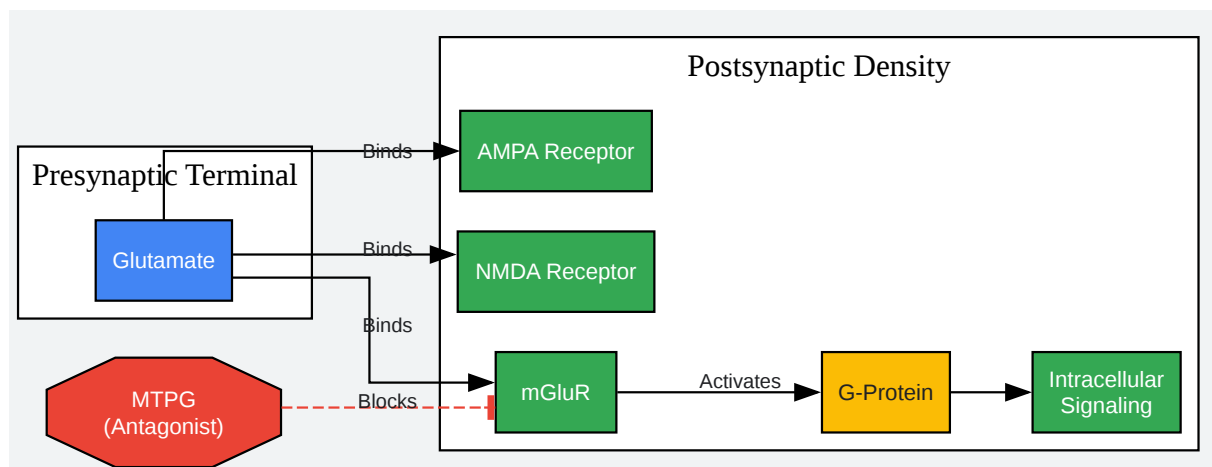 Postsynaptic Density
Presynaptic Terminal
Binds
AMPA Receptor
Glutamate
Binds
NMDA Receptor
Binds
MTPG
(Antagonist)
Blocks
mGluR
Activates
G-Protein
Intracellular
Signaling